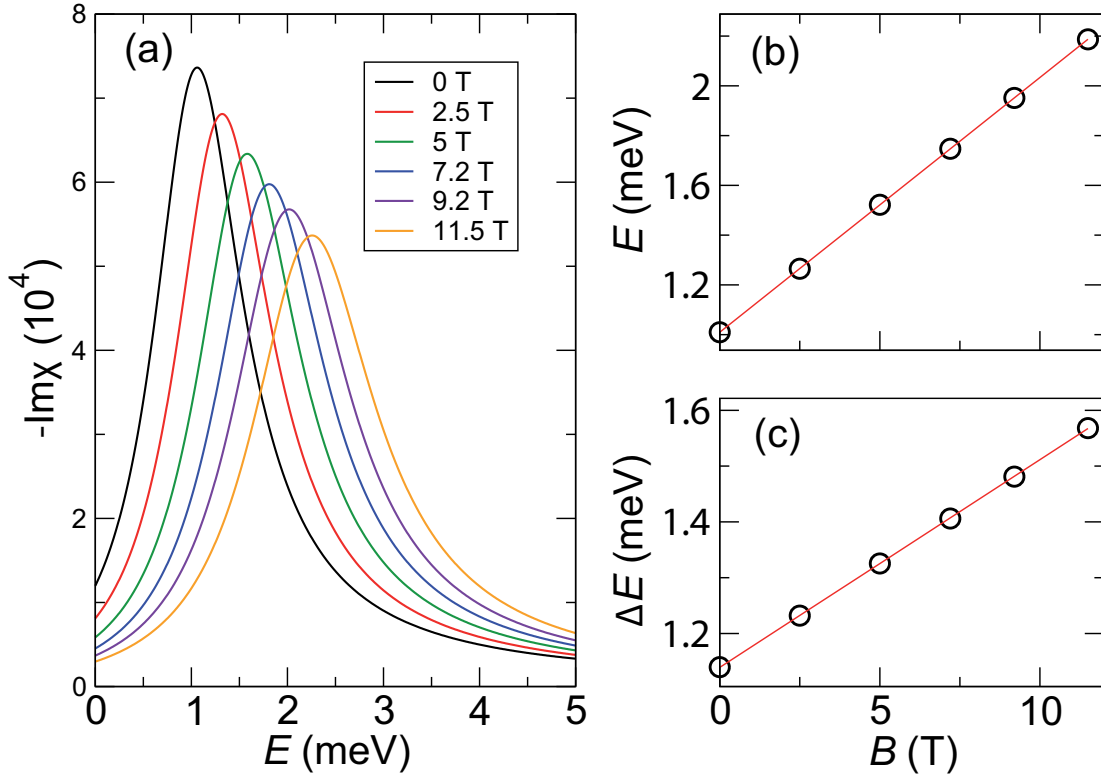 (a)
0 T
2.5 T
5 T
7.2 T
9.2 T
11.5 T
8
6
4
2
0
-Imχ (10⁴)
0 1 2 3 4 5
E (meV)
(b)
2
1.6
1.2
E (meV)
(c)
1.6
1.4
1.2
ΔE (meV)
0 5 10
B (T)